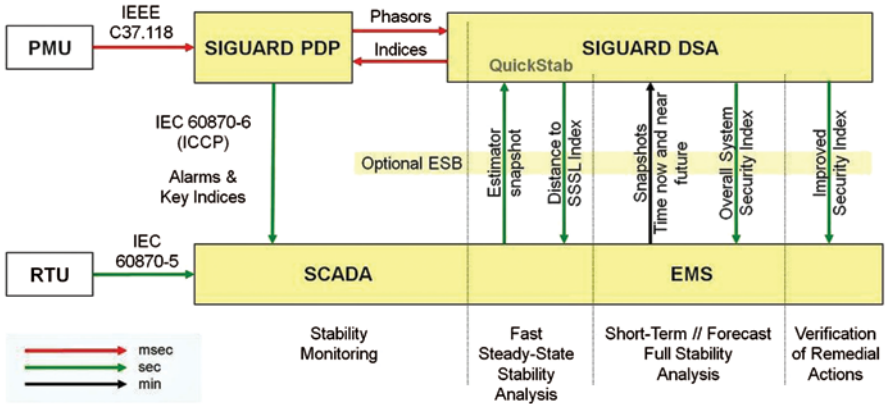 IEEE
C37.118
PMU
SIGUARD PDP
Phasors
Indices
SIGUARD DSA
QuickStab
IEC 60870-6
(ICCP)
Alarms &
Key Indices
Optional ESB
Estimator
snapshot
Distance to
SSSL Index
Snapshots
Time now and near
future
Overall System
Security Index
Improved
Security Index
RTU
IEC
60870-5
SCADA
EMS
msec
sec
min
Stability
Monitoring
Fast
Steady-State
Stability
Analysis
Short-Term // Forecast
Full Stability
Analysis
Verification
of Remedial
Actions